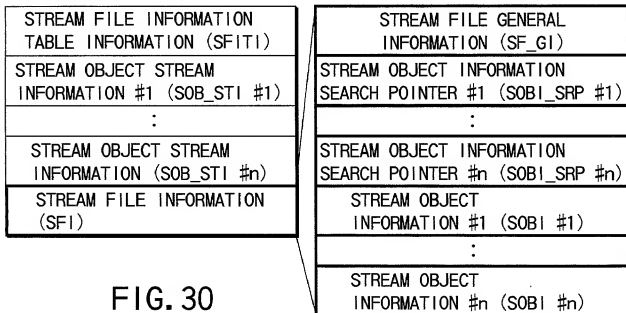 STREAM FILE INFORMATION
TABLE INFORMATION (SFITI)
STREAM OBJECT STREAM
INFORMATION #1 (SOB_STI #1)
:
STREAM OBJECT STREAM
INFORMATION (SOB_STI #n)
STREAM FILE INFORMATION
(SFI)
STREAM FILE GENERAL
INFORMATION (SF_GI)
STREAM OBJECT INFORMATION
SEARCH POINTER #1 (SOBI_SRP #1)
:
STREAM OBJECT INFORMATION
SEARCH POINTER #n (SOBI_SRP #n)
STREAM OBJECT
INFORMATION #1 (SOBI #1)
:
STREAM OBJECT
INFORMATION #n (SOBI #n)
FIG. 30